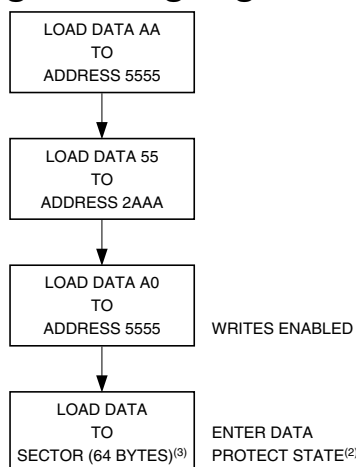 LOAD DATA AA
TO
ADDRESS 5555
LOAD DATA 55
TO
ADDRESS 2AAA
LOAD DATA A0
TO
ADDRESS 5555 WRITES ENABLED
LOAD DATA
TO ENTER DATA
SECTOR (64 BYTES)(3) PROTECT STATE(2)